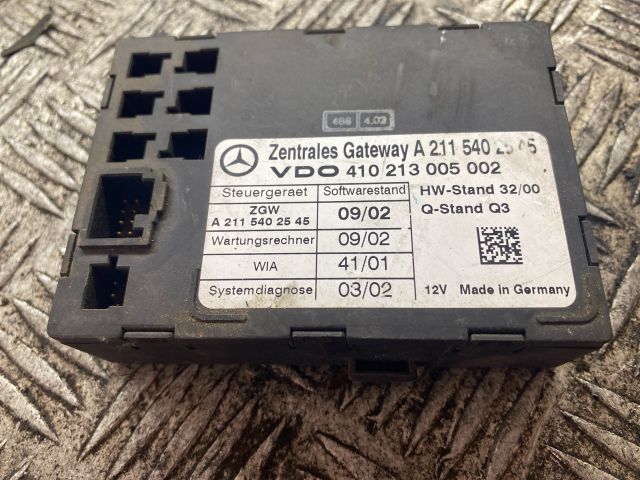 488 4.02
Zentrales Gateway A 211 540 25 45
VDO 410 213 005 002
Steuergeraet Softwarestand HW-Stand 32/00
ZGW
A 211 540 25 45 09/02 Q-Stand Q3
Wartungsrechner 09/02
WIA 41/01
Systemdiagnose 03/02 12V Made in Germany